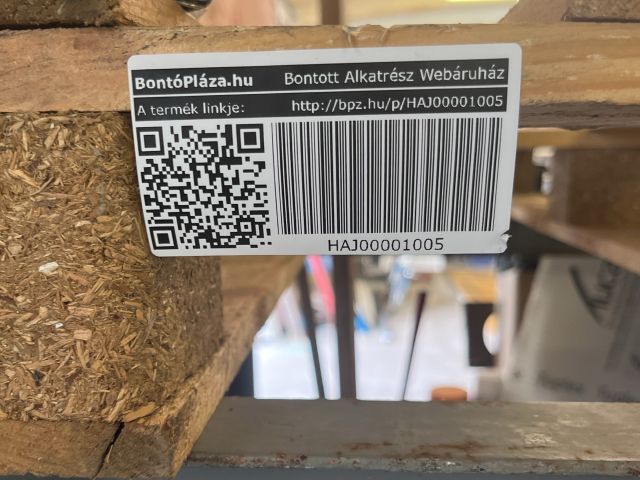 BontóPláza.hu Bontott Alkatrész Webáruház
A termék linkje: http://bpz.hu/p/HAJ00001005
HAJ00001005